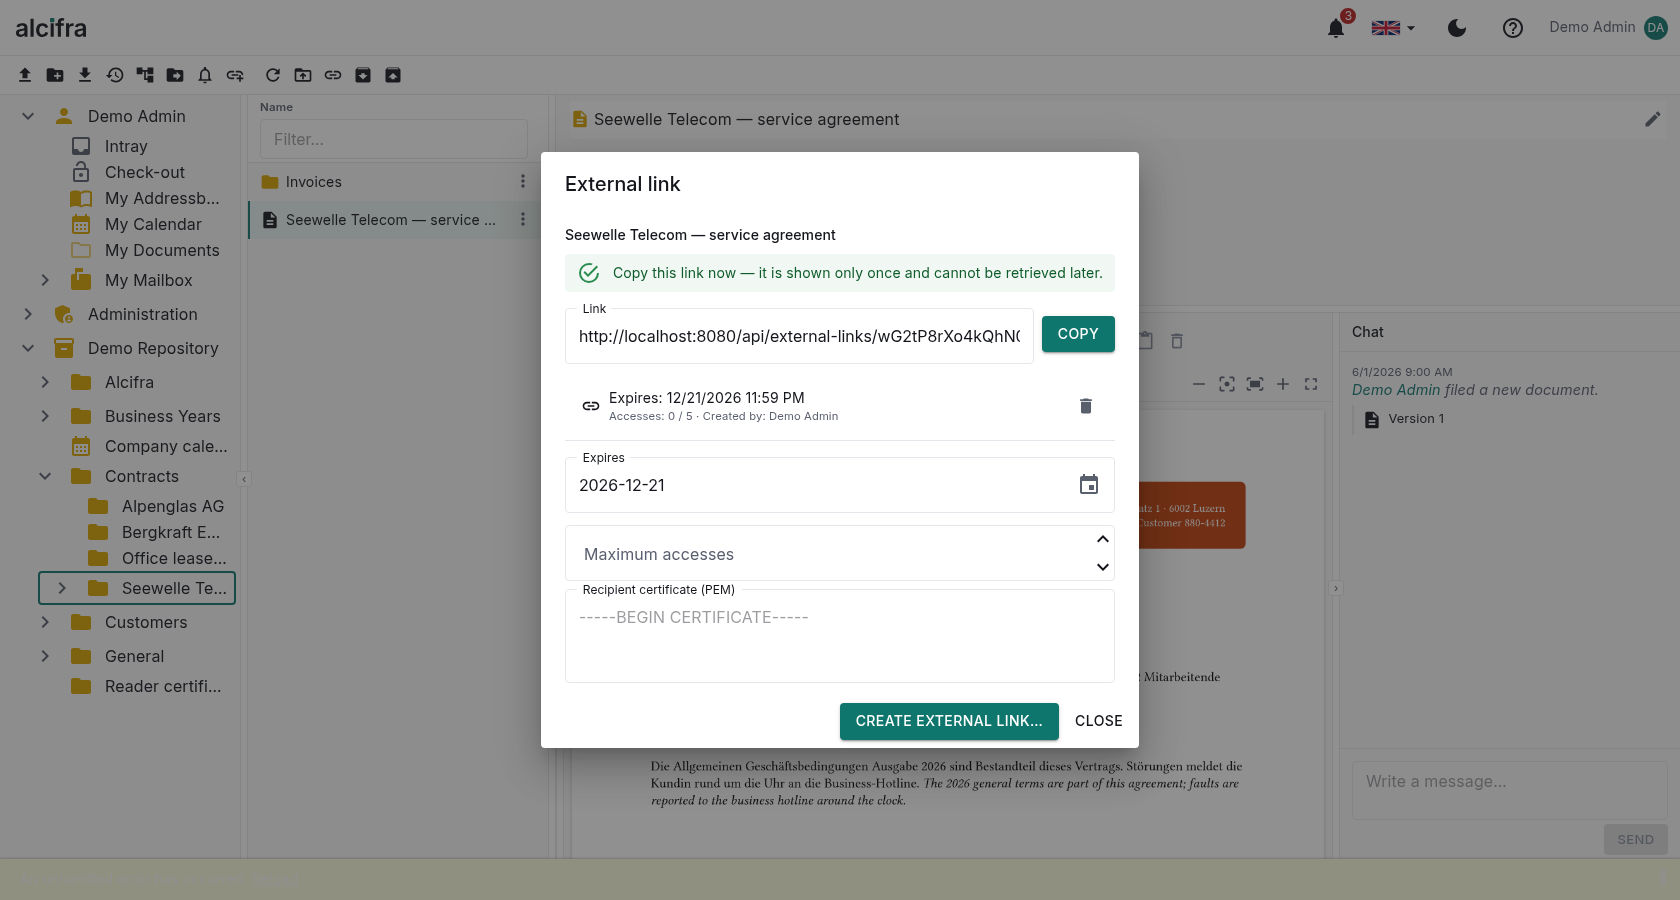 alcifra
3
Demo Admin
DA
Demo Admin
Intray
Check-out
My Addressb...
My Calendar
My Documents
My Mailbox
Administration
Demo Repository
Alcifra
Business Years
Company cale...
Contracts
Alpenglas AG
Bergkraft E...
Office lease...
Seewelle Te...
Customers
General
Reader certifi...
Name
Filter...
Invoices
Seewelle Telecom — service ...
Seewelle Telecom — service agreement
External link
Seewelle Telecom — service agreement
Copy this link now — it is shown only once and cannot be retrieved later.
Link
http://localhost:8080/api/external-links/wG2tP8rXo4kQhN
COPY
Expires: 12/21/2026 11:59 PM
Accesses: 0 / 5 · Created by: Demo Admin
Expires
2026-12-21
Maximum accesses
Recipient certificate (PEM)
-----BEGIN CERTIFICATE-----
CREATE EXTERNAL LINK...
CLOSE
atz 1 · 6002 Luzern
Customer 880-4412
Mitarbeitende
Die Allgemeinen Geschäftsbedingungen Ausgabe 2026 sind Bestandteil dieses Vertrags. Störungen meldet die
Kundin rund um die Uhr an die Business-Hotline. The 2026 general terms are part of this agreement; faults are
reported to the business hotline around the clock.
Chat
6/1/2026 9:00 AM
Demo Admin filed a new document.
Version 1
Write a message...
SEND